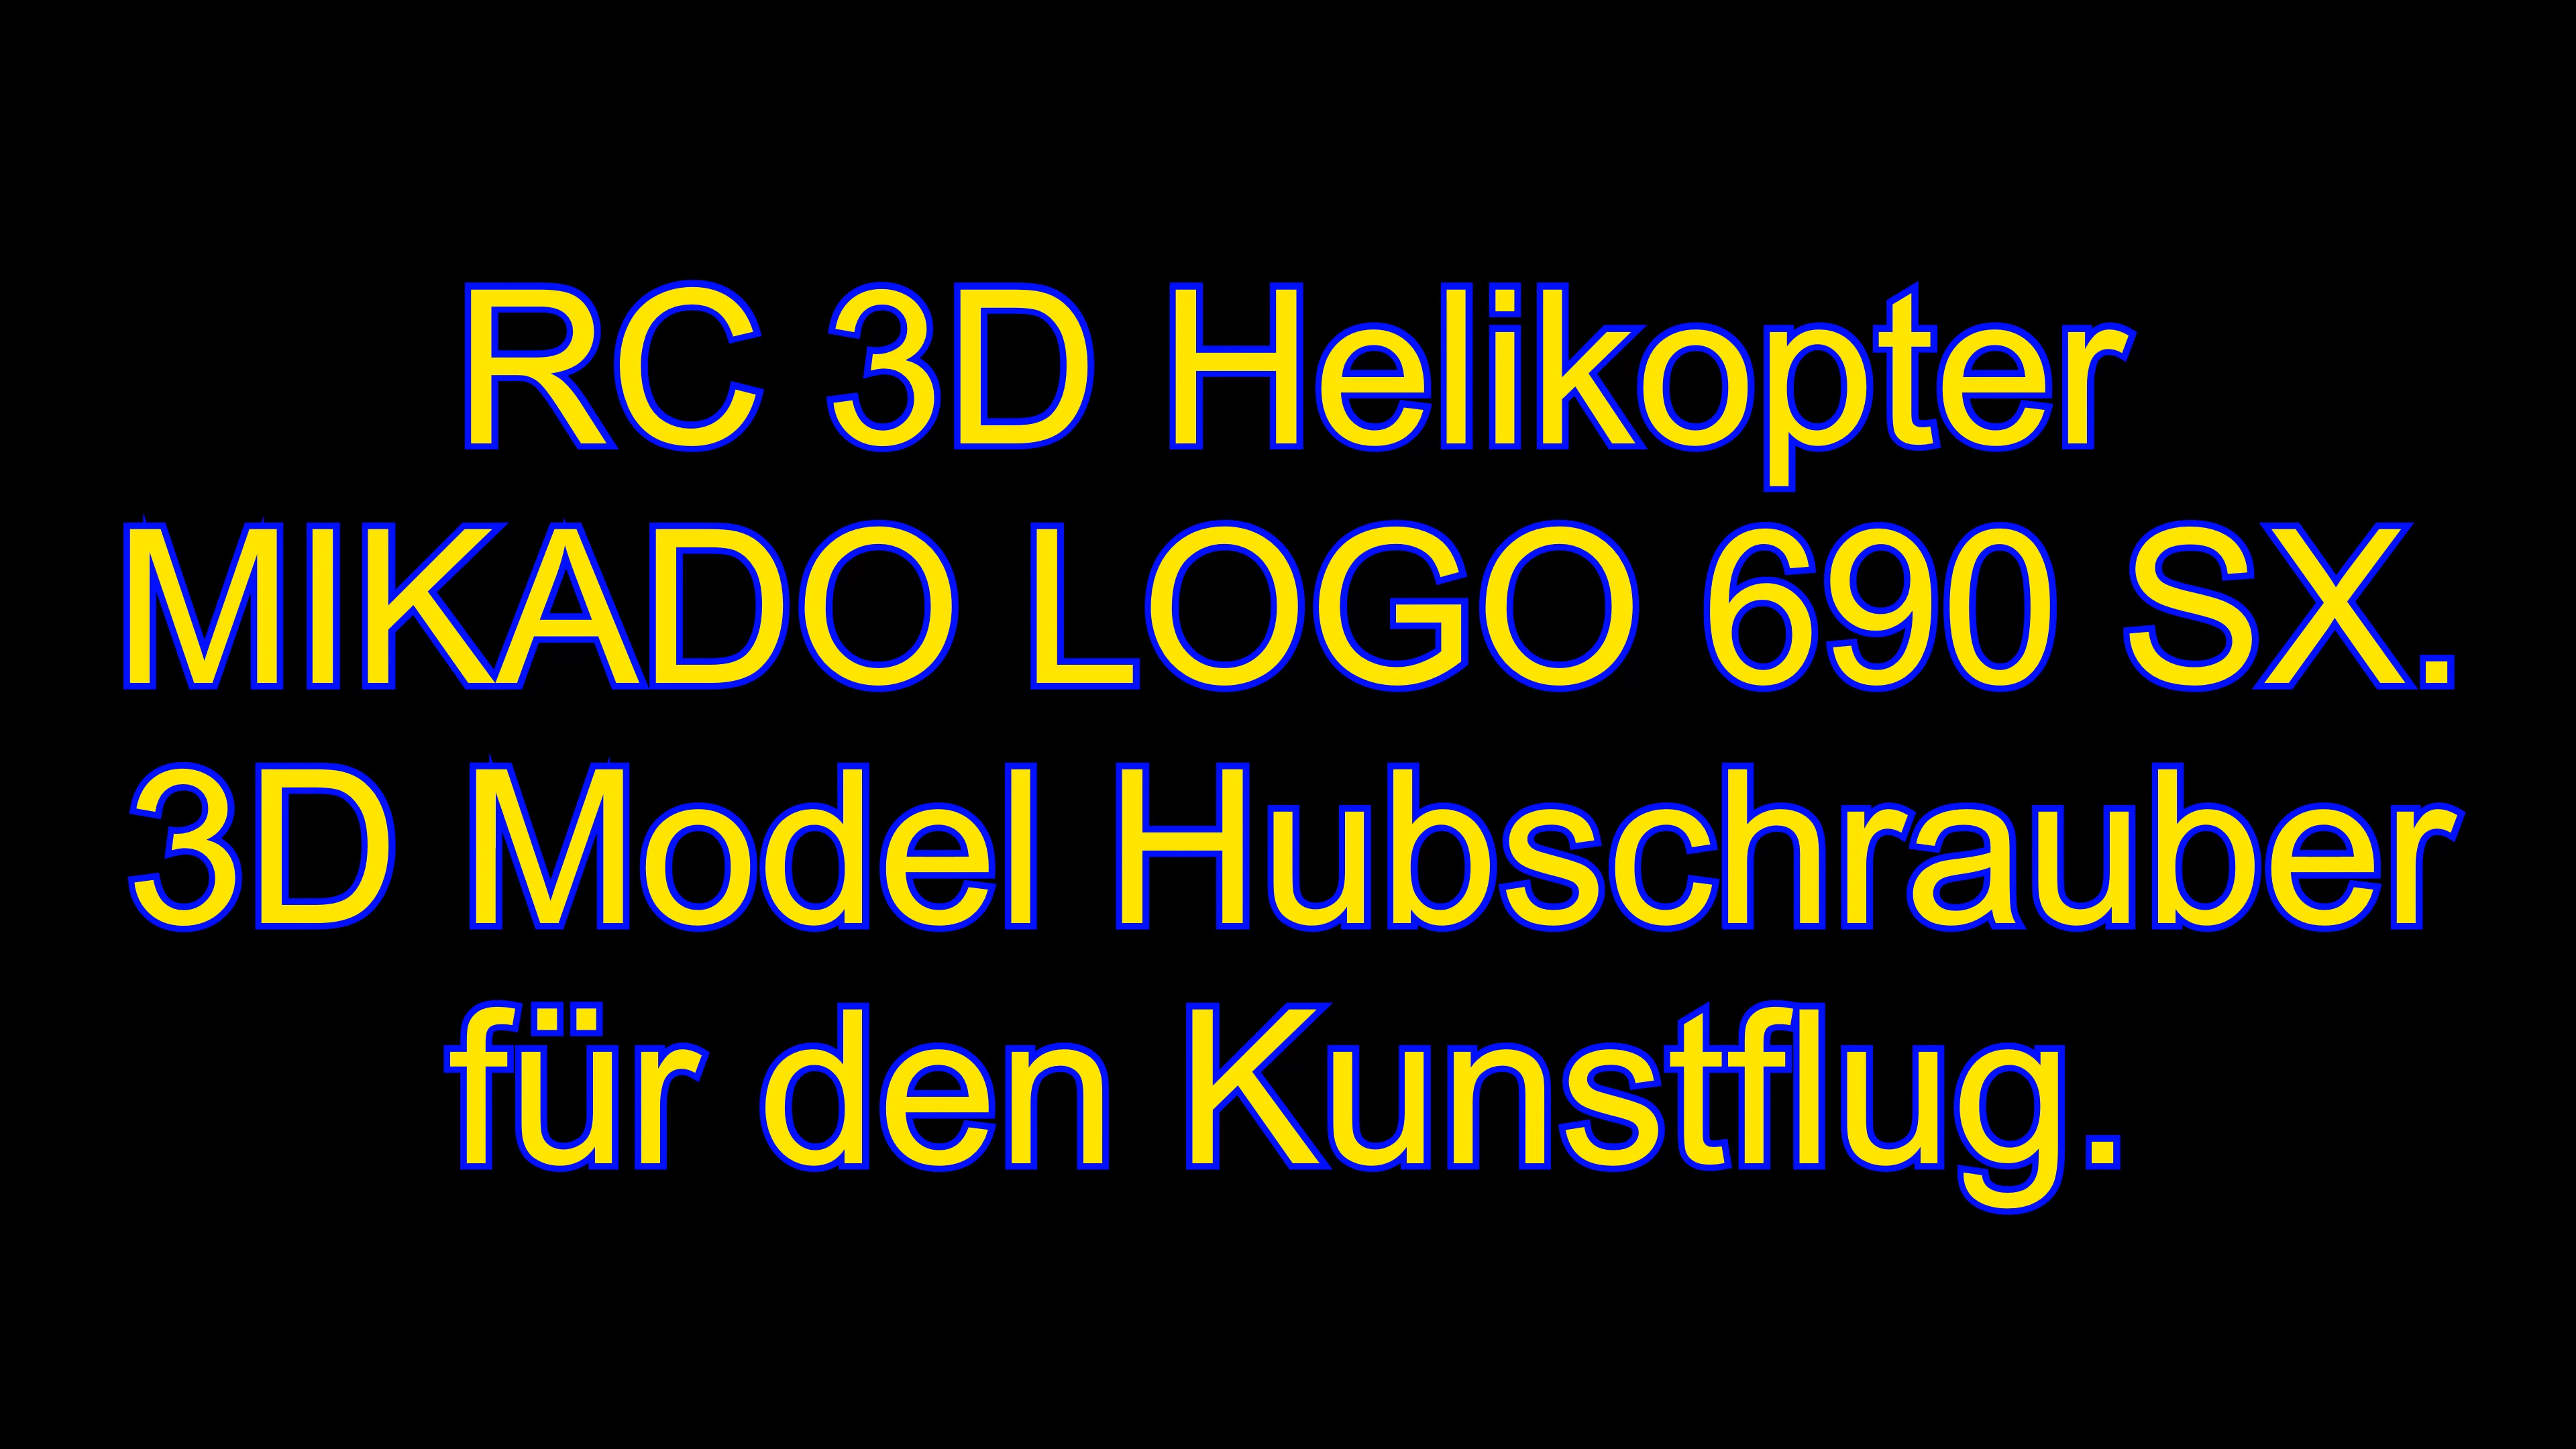 RC 3D Helikopter
MIKADO LOGO 690 SX.
3D Model Hubschrauber
für den Kunstflug.